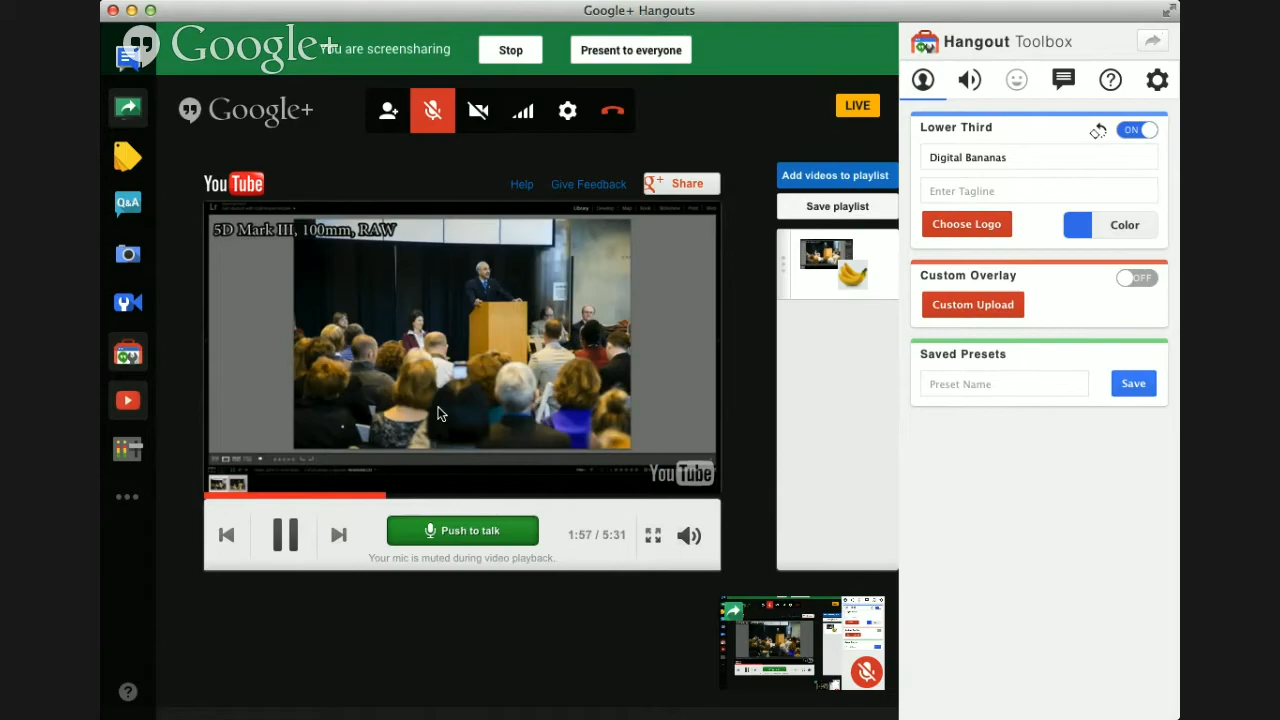 Google+ Hangouts
Google+
You are screensharing
Stop
Present to everyone
Google+
LIVE
YouTube
Help
Give Feedback
g+ Share
Add videos to playlist
Save playlist
Lr
Library
5D Mark III, 100mm, RAW
YouTube
Push to talk
1:57 / 5:31
Your mic is muted during video playback.
Q&A
Hangout Toolbox
Lower Third
ON
Digital Bananas
Enter Tagline
Choose Logo
Color
Custom Overlay
OFF
Custom Upload
Saved Presets
Preset Name
Save